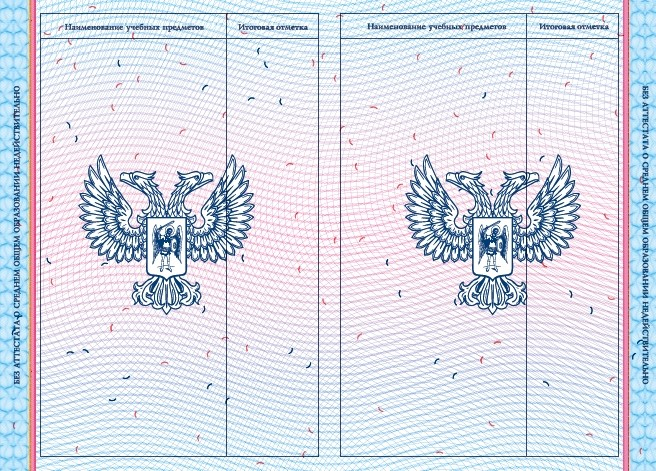 Наименование учебных предметов
Итоговая отметка
Наименование учебных предметов
Итоговая отметка
БЕЗ АТТЕСТАТА О СРЕДНЕМ ОБЩЕМ ОБРАЗОВАНИИ НЕДЕЙСТВИТЕЛЬНО
БЕЗ АТТЕСТАТА О СРЕДНЕМ ОБЩЕМ ОБРАЗОВАНИИ НЕДЕЙСТВИТЕЛЬНО